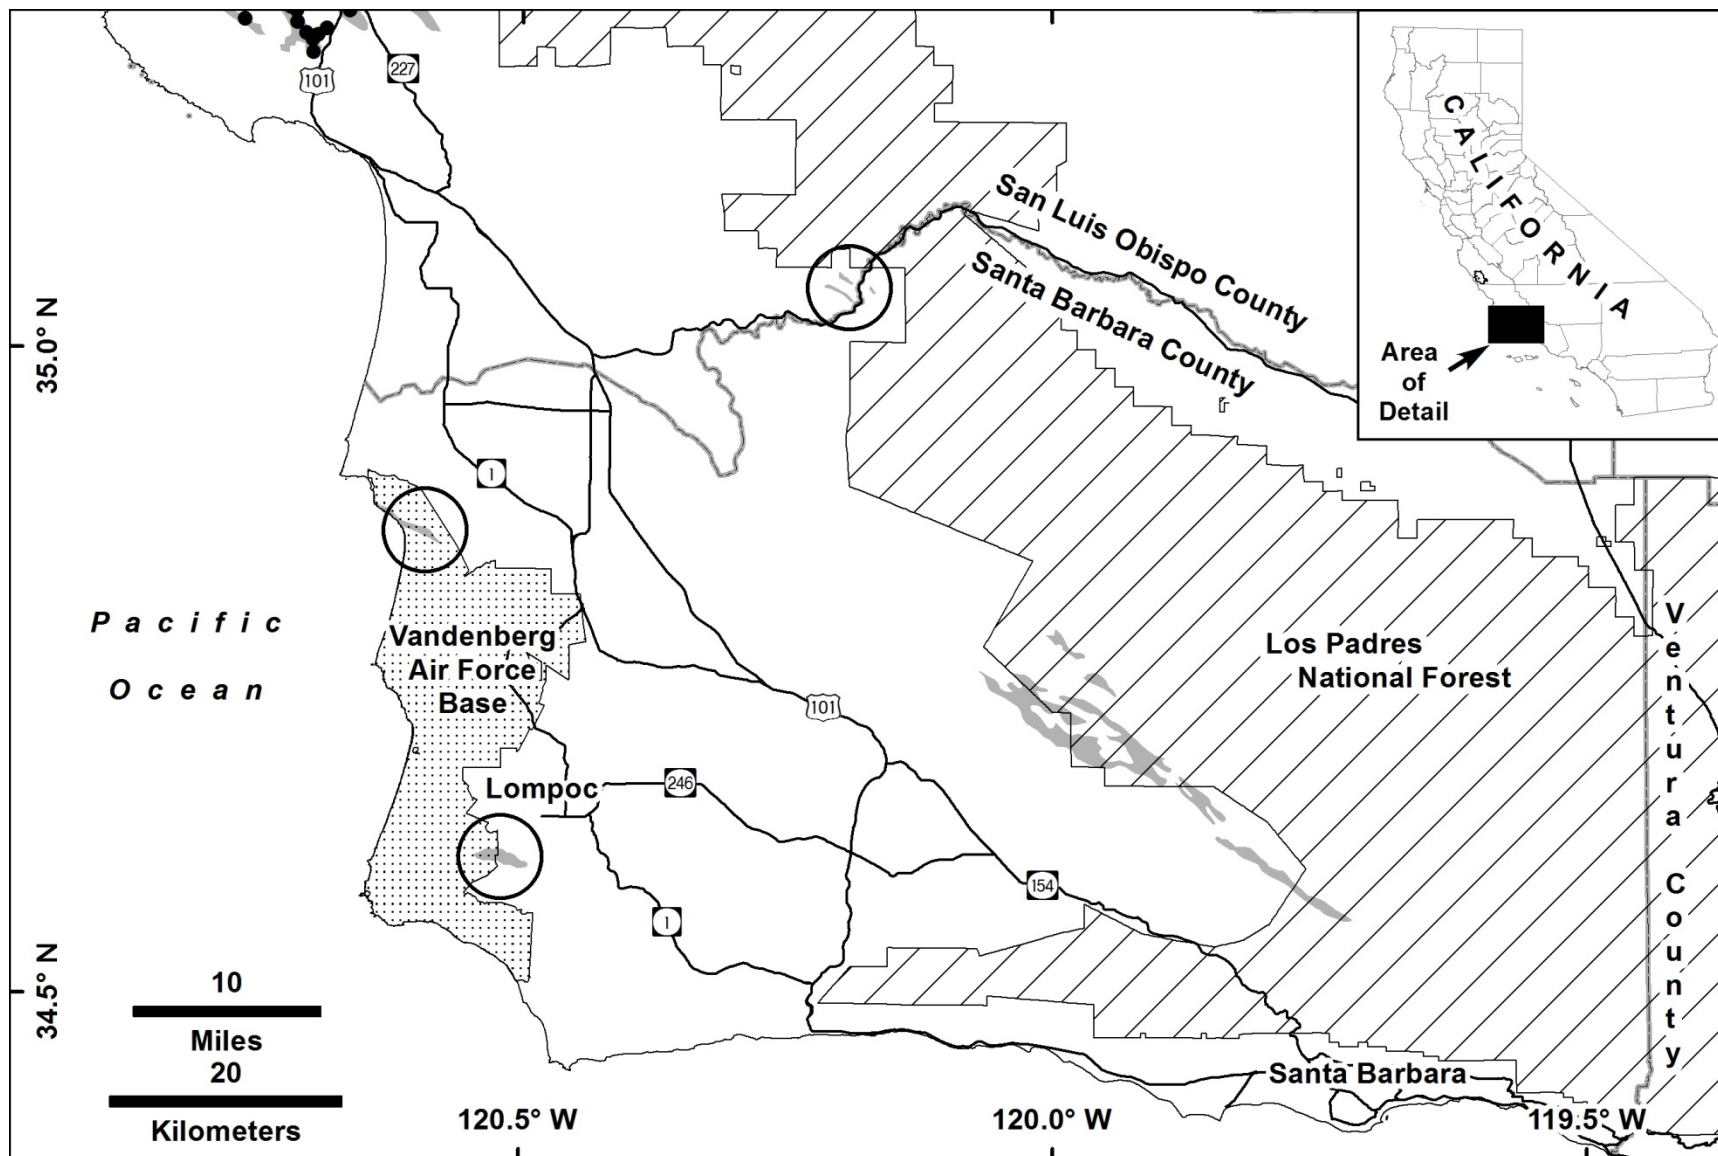 101
227
CALIFORNIA
San Luis Obispo County
Santa Barbara County
Area
of
Detail
35.0° N
1
Pacific
Ocean
Vandenberg
Air Force
Base
Los Padres
National Forest
Ventura County
101
Lompoc
246
154
1
34.5° N
10
Miles
20
Kilometers
Santa Barbara
120.5° W
120.0° W
119.5° W